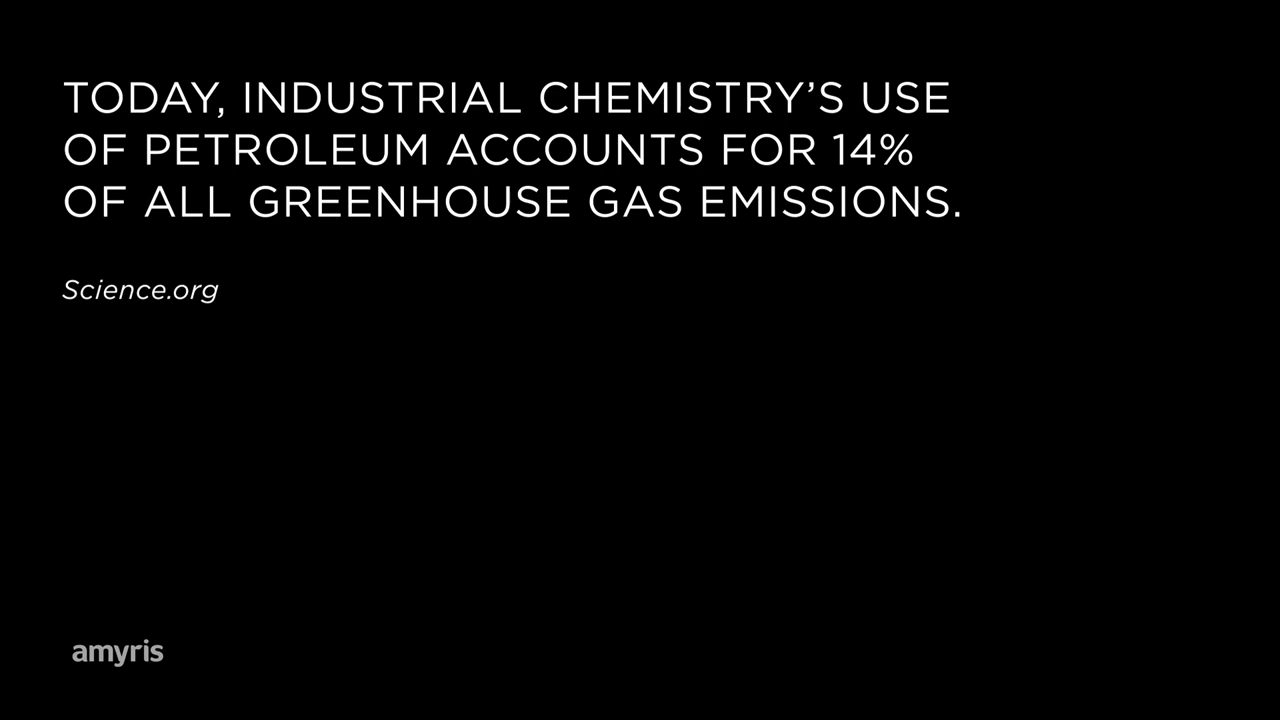 TODAY, INDUSTRIAL CHEMISTRY’S USE
OF PETROLEUM ACCOUNTS FOR 14%
OF ALL GREENHOUSE GAS EMISSIONS.
Science.org
amyris